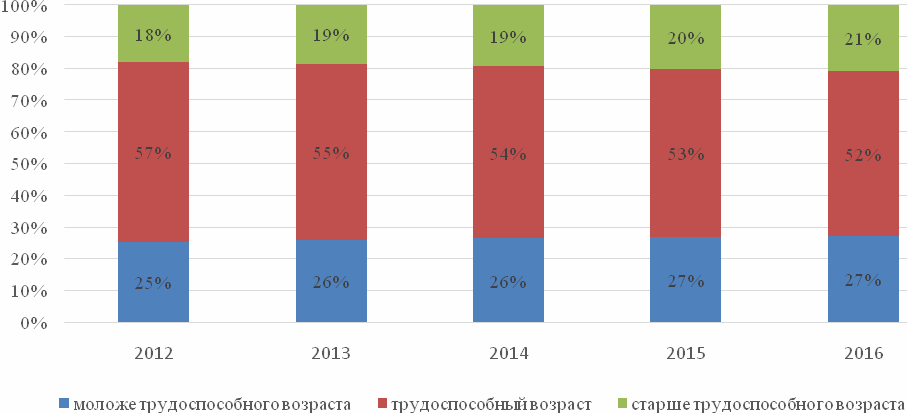 100%
90%
80%
70%
60%
50%
40%
30%
20%
10%
0%
18% 19% 19% 20% 21%
57% 55% 54% 53% 52%
25% 26% 26% 27% 27%
2012 2013 2014 2015 2016
моложе трудоспособного возраста трудоспособный возраст старше трудоспособного возраста